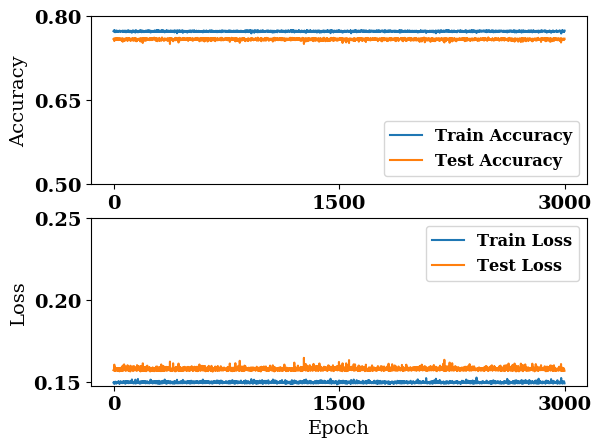 0.80
0.65
0.50
Accuracy
Train Accuracy
Test Accuracy
0 1500 3000
0.25
0.20
0.15
Loss
Train Loss
Test Loss
0 1500 3000
Epoch